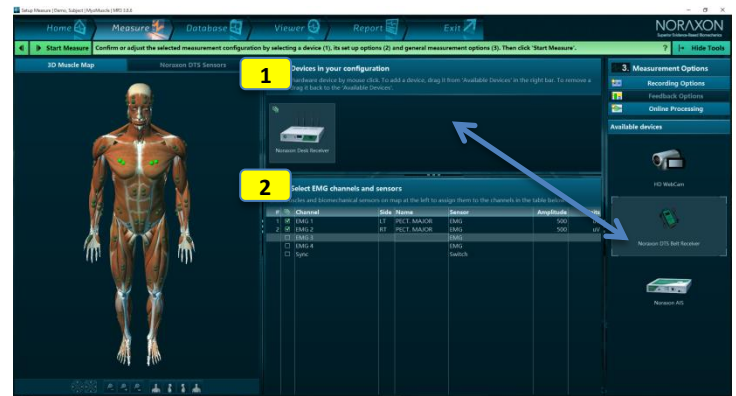 Setup Measure | Demo, Subject | MyoMuscle | MR3 3.8.6
Home Measure Database Viewer Report Exit
NORAXON
Superior Evidence-Based Biomechanics
Start Measure Confirm or adjust the selected measurement configuration by selecting a device (1), its set up options (2) and general measurement options (3). Then click 'Start Measure'. ? Hide Tools
3D Muscle Map Noraxon DTS Sensors
1
Devices in your configuration
hardware device by mouse click. To add a device, drag it from 'Available Devices' in the right bar. To remove a
drag it back to the 'Available Devices'.
Noraxon Desk Receiver
2
Select EMG channels and sensors
cles and biomechanical sensors on map at the left to assign them to the channels in the table below.
# Channel Side Name Sensor Amplitude
1 EMG 1 LT PECT. MAJOR EMG 500
2 EMG 2 RT PECT. MAJOR EMG 500 uV
EMG 3 EMG
EMG 4 EMG
Sync Switch
3. Measurement Options
Recording Options
Feedback Options
Online Processing
Available devices
HD WebCam
Noraxon DTS Belt Receiver
Noraxon AIS